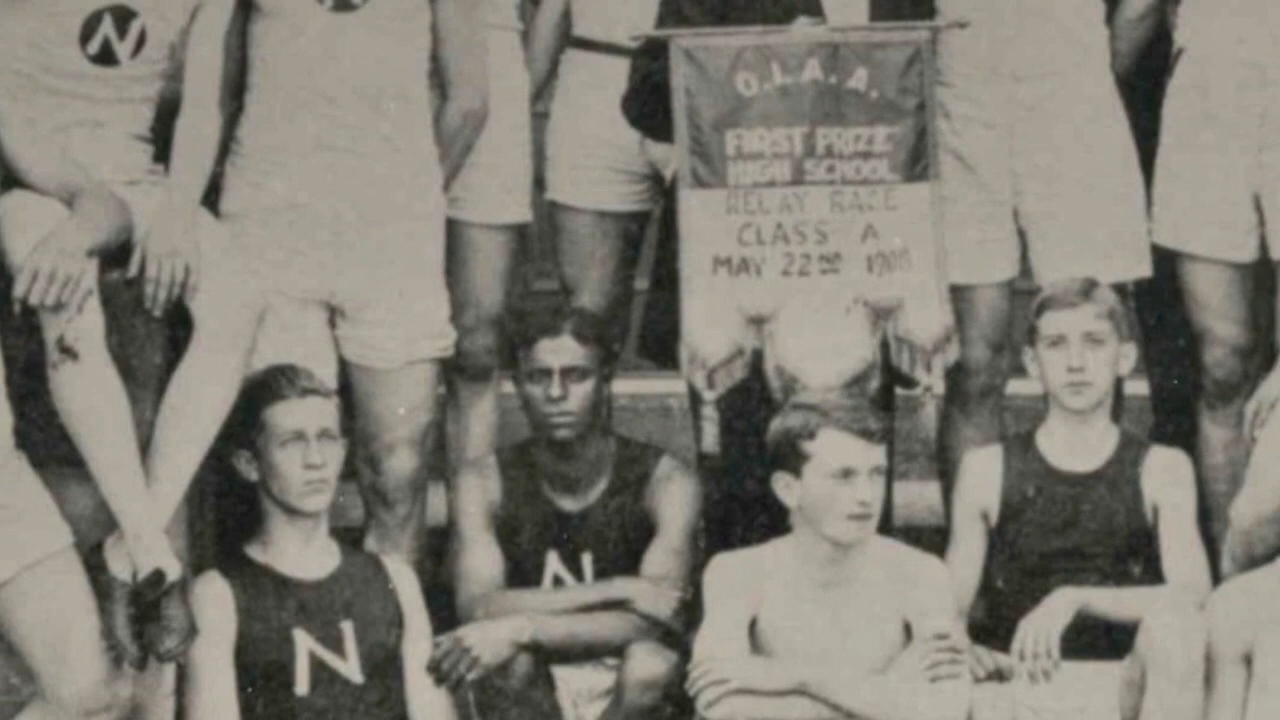 N
N
O.I.A.A.
FIRST PRIZE
HIGH SCHOOL
RELAY RACE
CLASS A
MAY 22ND
N
N